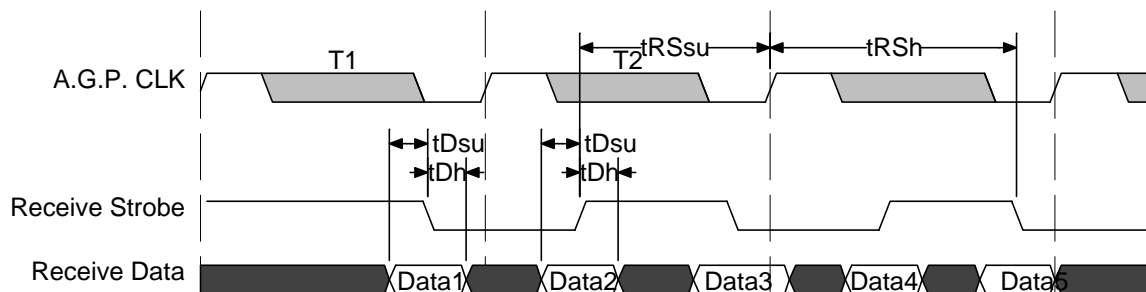 tRSsu tRSh
T1 T2
A.G.P. CLK
tDsu tDsu
tDh tDh
Receive Strobe
Receive Data Data1 Data2 Data3 Data4 Data5